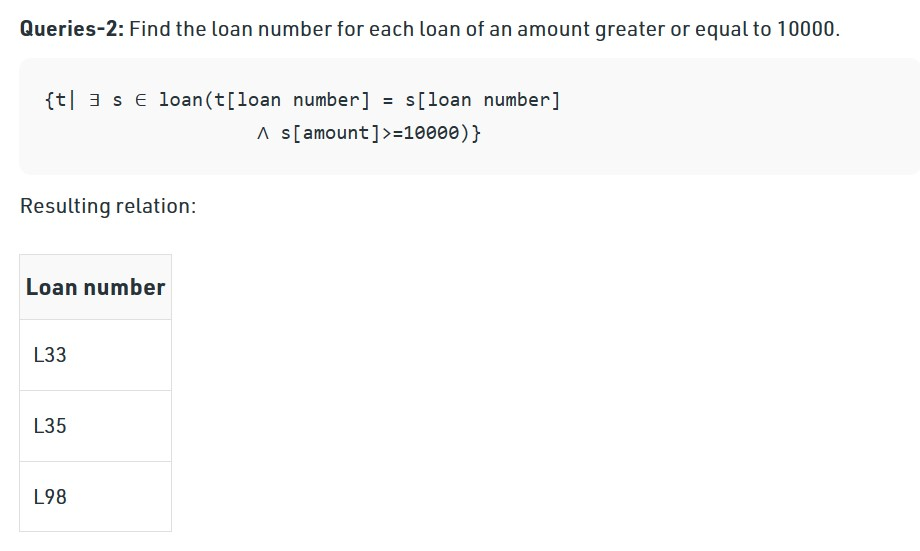 Queries-2: Find the loan number for each loan of an amount greater or equal to 10000.
{t| ∃ s ∈ loan(t[loan number] = s[loan number]
∧ s[amount]>=10000)}
Resulting relation:
Loan number
L33
L35
L98